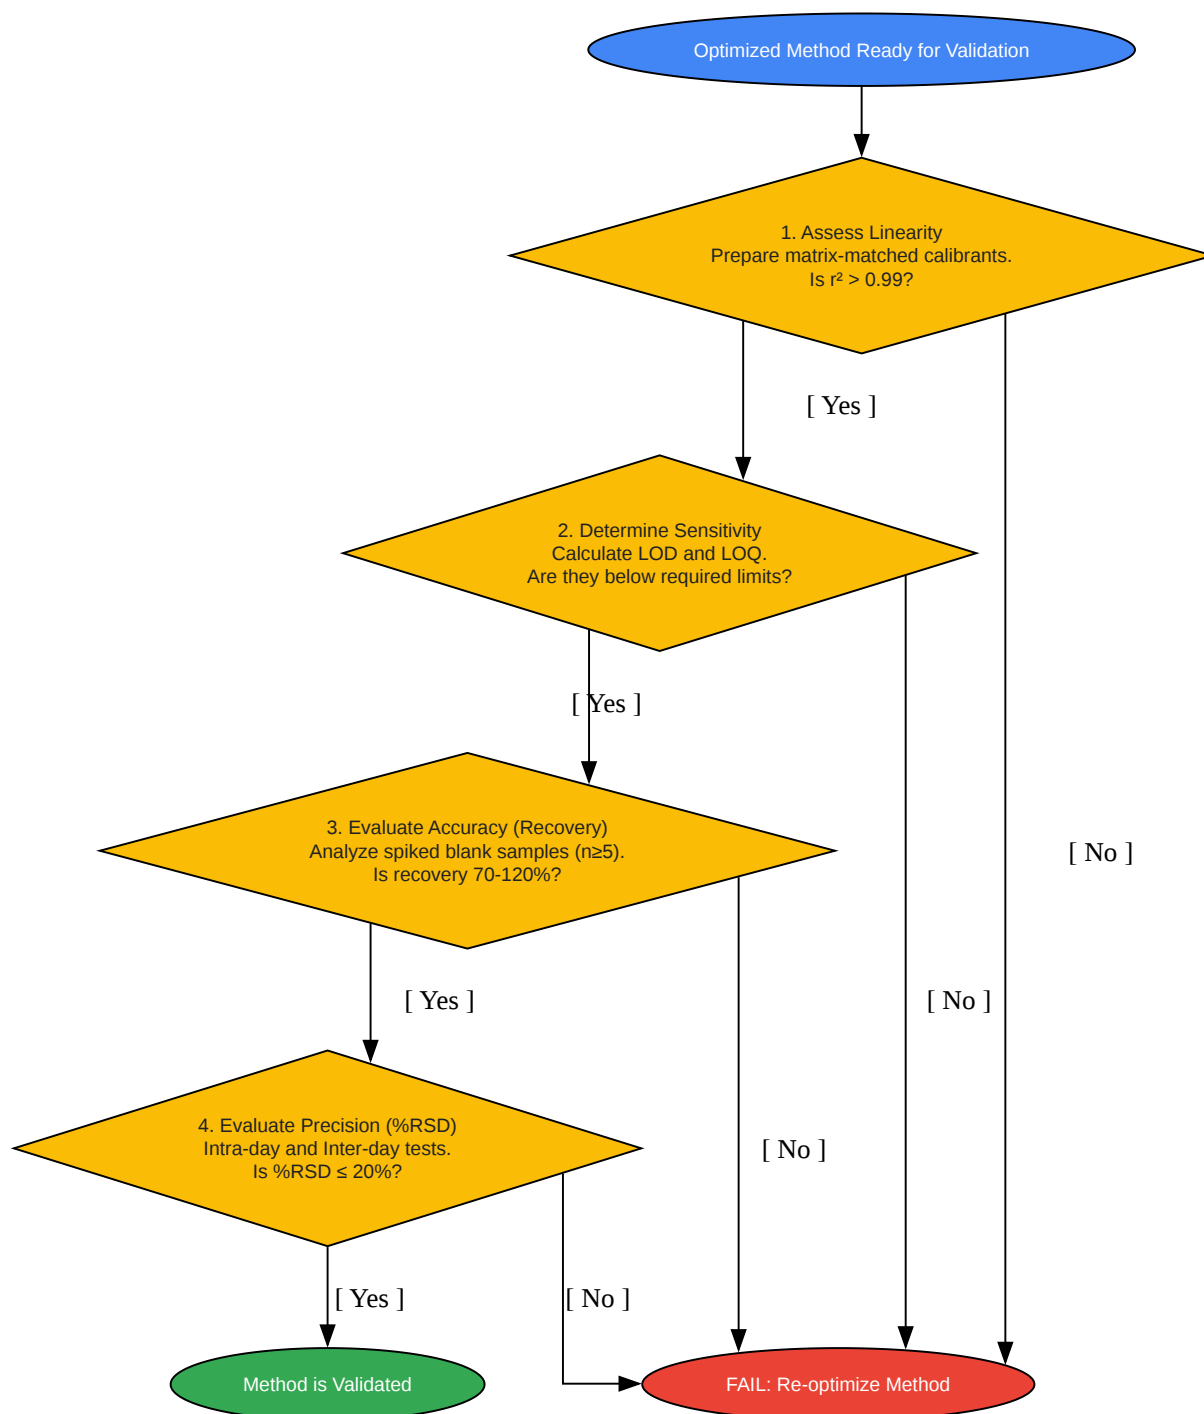 Optimized Method Ready for Validation
1. Assess Linearity
Prepare matrix-matched calibrants.
Is r² > 0.99?
[ Yes ]
2. Determine Sensitivity
Calculate LOD and LOQ.
Are they below required limits?
[ Yes ]
3. Evaluate Accuracy (Recovery)
Analyze spiked blank samples (n≥5).
Is recovery 70-120%?
[ No ]
[ Yes ]
[ No ]
4. Evaluate Precision (%RSD)
Intra-day and Inter-day tests.
Is %RSD ≤ 20%?
[ No ]
[ Yes ]
[ No ]
Method is Validated
FAIL: Re-optimize Method